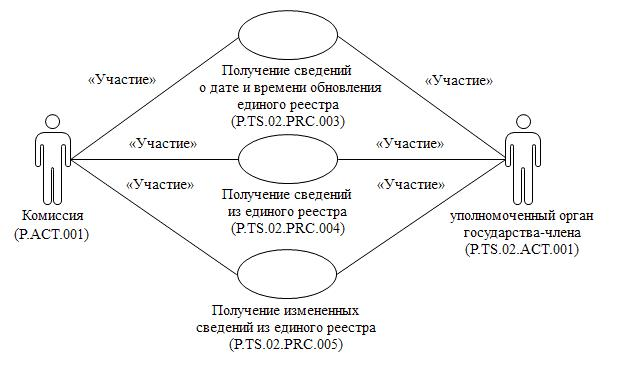 «Участие»
Получение сведений
о дате и времени обновления
единого реестра
(P.TS.02.PRC.003)
«Участие»
«Участие»
«Участие»
Комиссия
(P.ACT.001)
Получение сведений
из единого реестра
(P.TS.02.PRC.004)
уполномоченный орган
государства-члена
(P.TS.02.ACT.001)
«Участие»
«Участие»
Получение измененных
сведений из единого реестра
(P.TS.02.PRC.005)